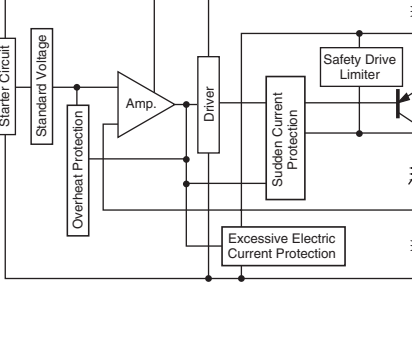 Starter Circuit
Standard Voltage
Overheat Protection
Amp.
Driver
Sudden Current
Protection
Safety Drive
Limiter
Excessive Electric
Current Protection